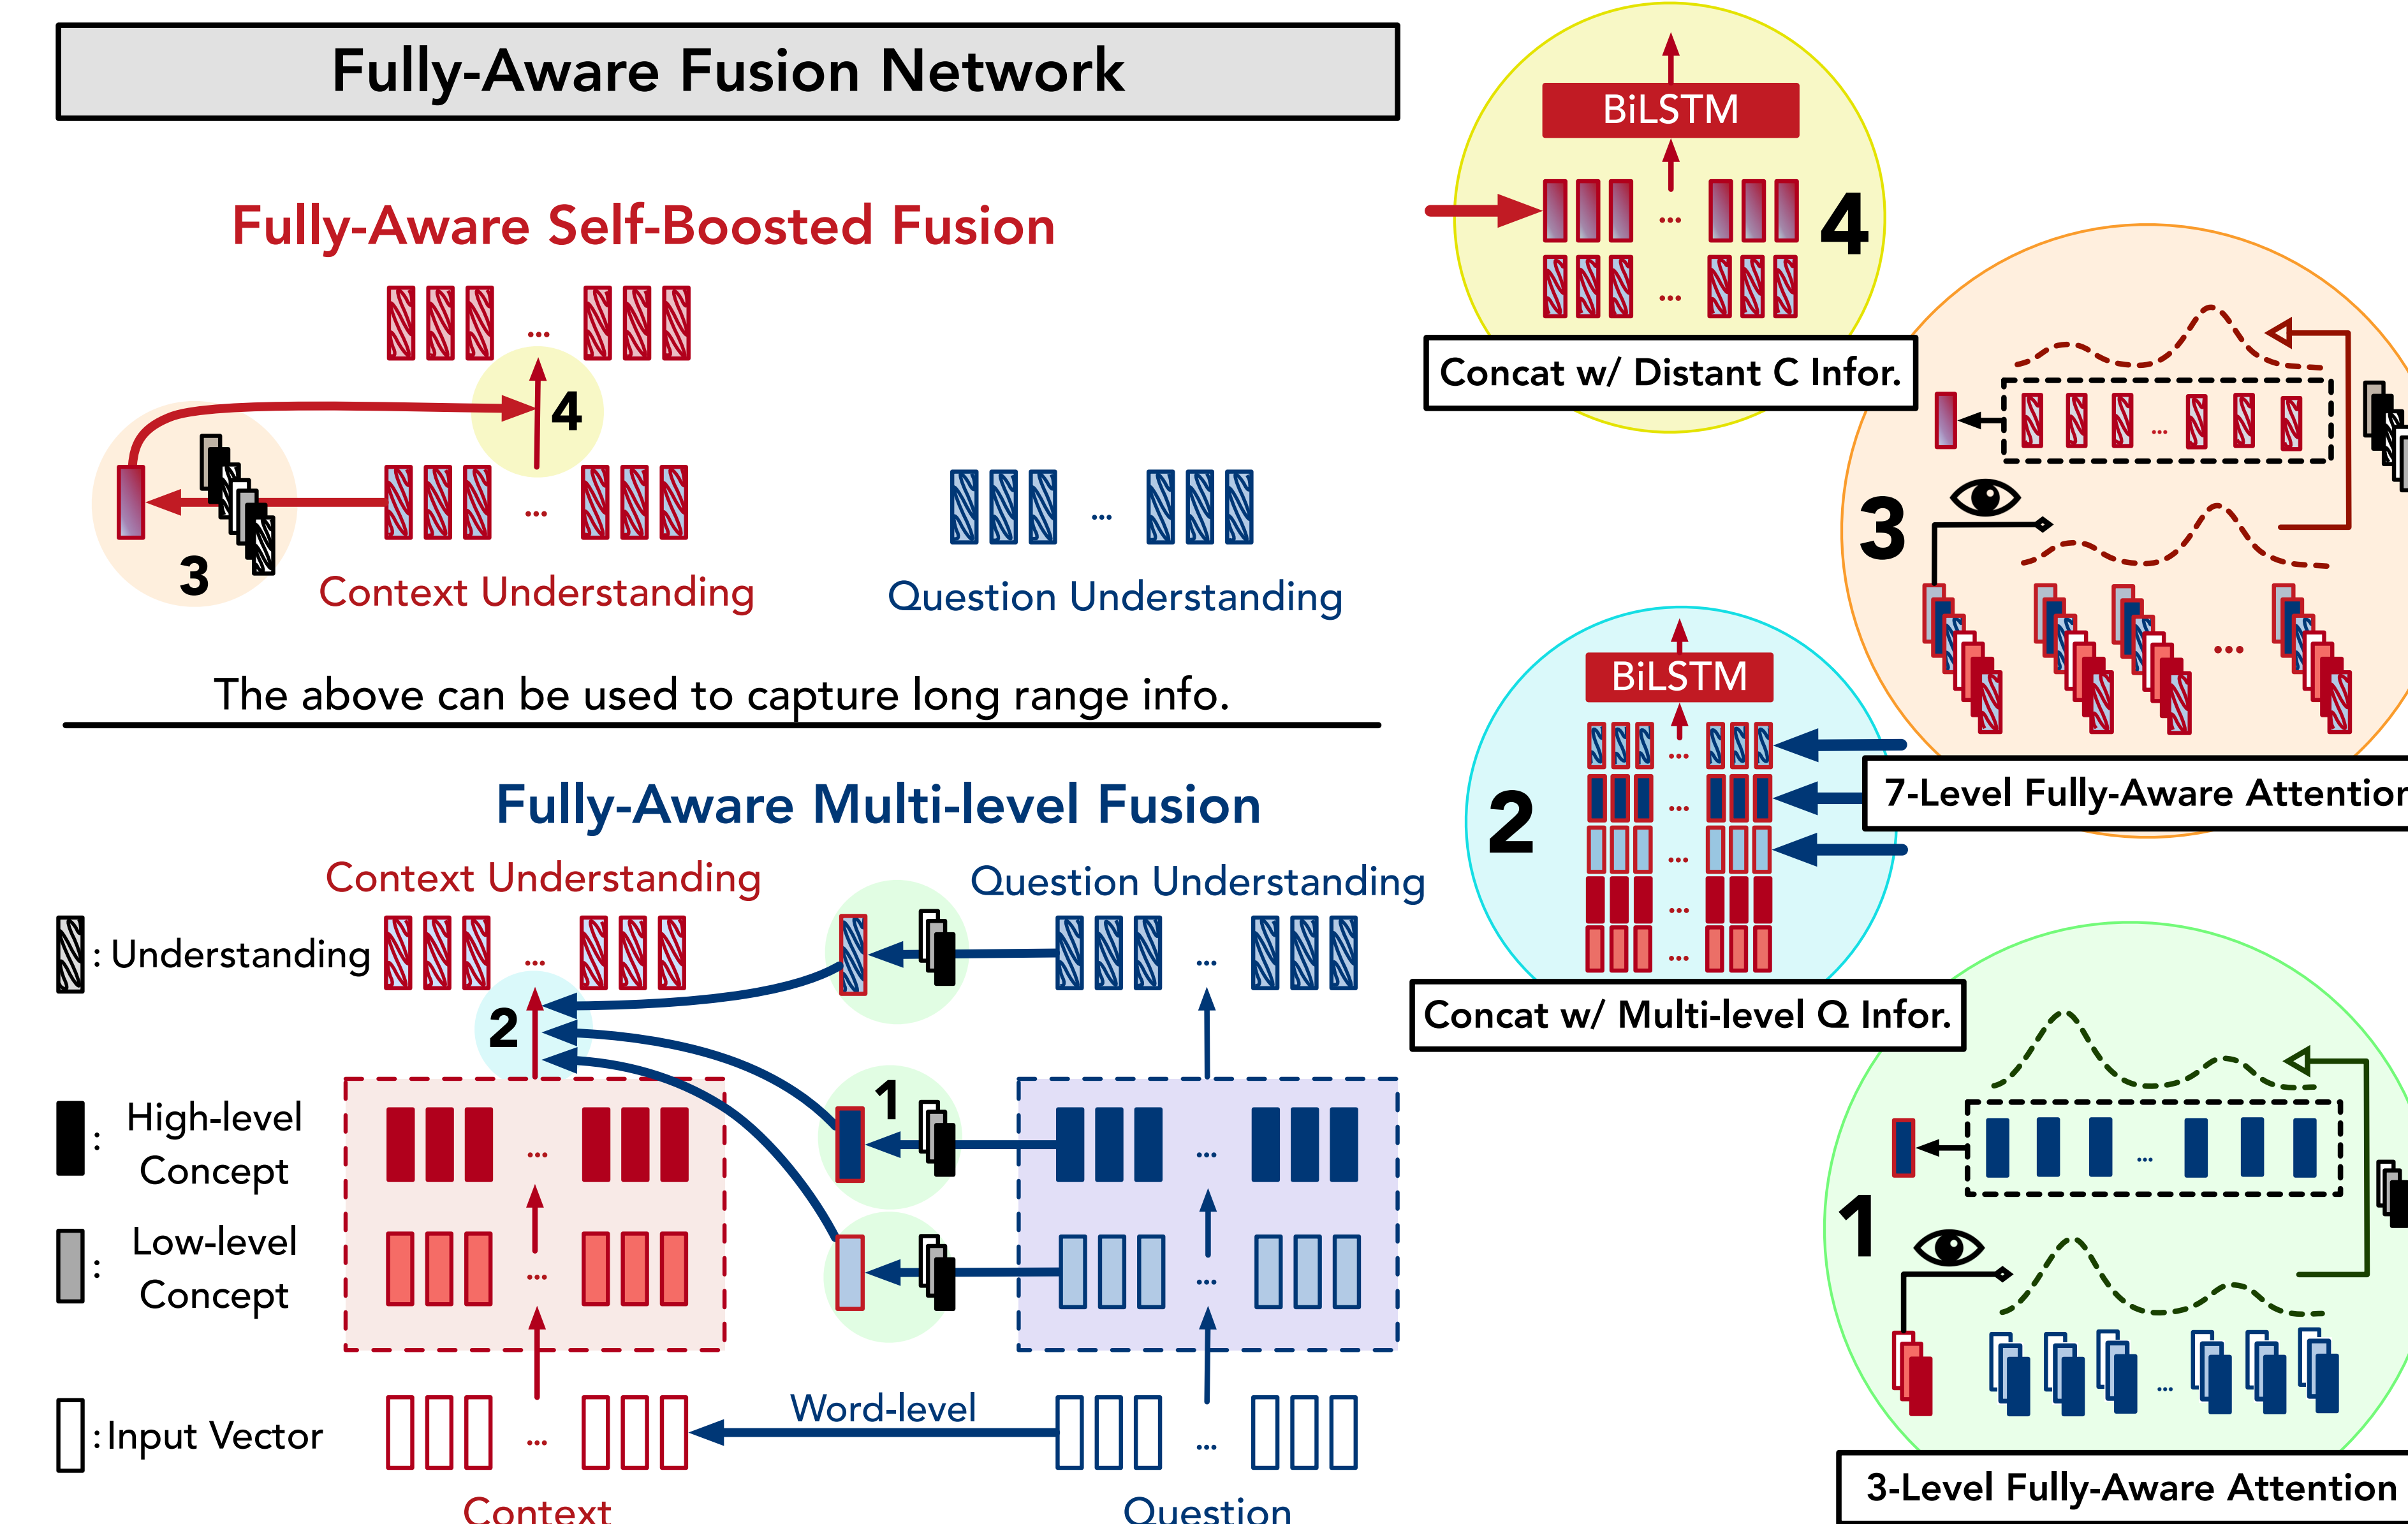 Fully-Aware Fusion Network
Fully-Aware Self-Boosted Fusion
4
3
Context Understanding
Question Understanding
The above can be used to capture long range info.
Fully-Aware Multi-level Fusion
Context Understanding
Question Understanding
: Understanding
2
1
High-level
:
Concept
Low-level
:
Concept
Word-level
: Input Vector
Context
Question
BiLSTM
4
Concat w/ Distant C Infor.
3
7-Level Fully-Aware Attention
BiLSTM
2
Concat w/ Multi-level Q Infor.
1
3-Level Fully-Aware Attention